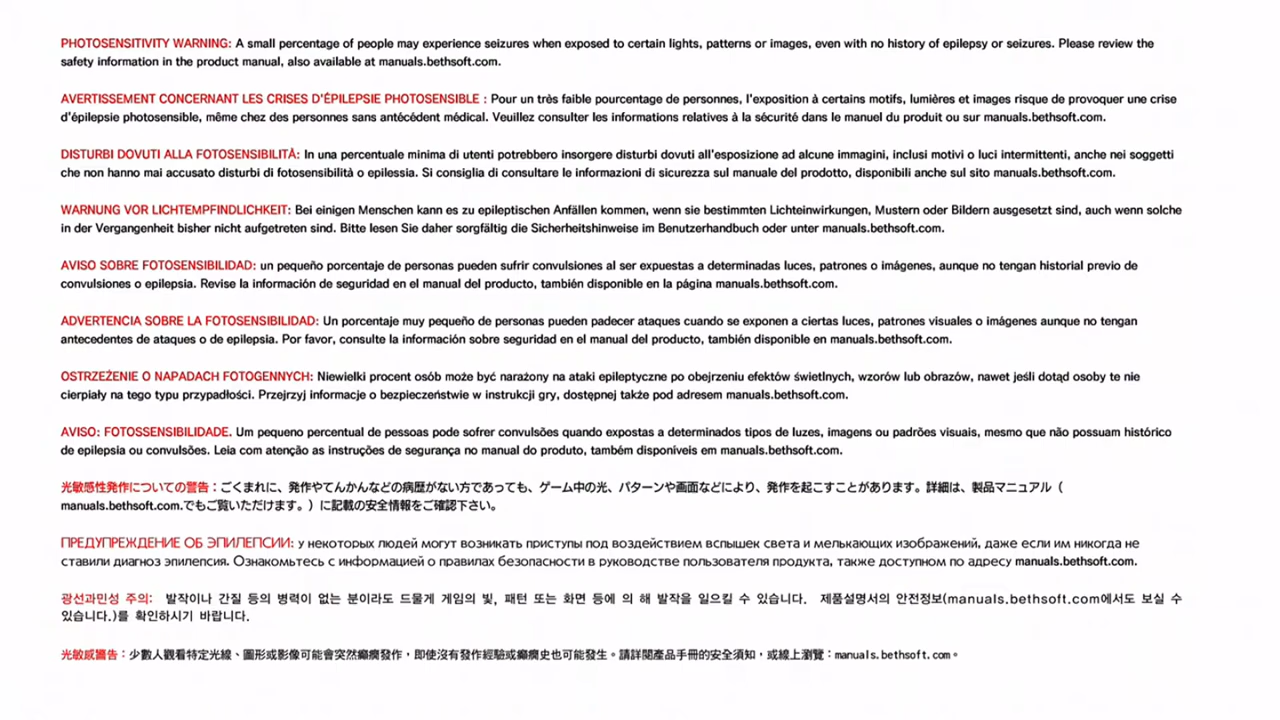 PHOTOSENSITIVITY WARNING: A small percentage of people may experience seizures when exposed to certain lights, patterns or images, even with no history of epilepsy or seizures. Please review the
safety information in the product manual, also available at manuals.bethsoft.com.
AVERTISSEMENT CONCERNANT LES CRISES D'ÉPILEPSIE PHOTOSENSIBLE : Pour un très faible pourcentage de personnes, l'exposition à certains motifs, lumières et images risque de provoquer une crise
d'épilepsie photosensible, même chez des personnes sans antécédent médical. Veuillez consulter les informations relatives à la sécurité dans le manuel du produit ou sur manuals.bethsoft.com.
DISTURBI DOVUTI ALLA FOTOSENSIBILITÀ: In una percentuale minima di utenti potrebbero insorgere disturbi dovuti all'esposizione ad alcune immagini, inclusi motivi o luci intermittenti, anche nei soggetti
che non hanno mai accusato disturbi di fotosensibilità o epilessia. Si consiglia di consultare le informazioni di sicurezza sul manuale del prodotto, disponibili anche sul sito manuals.bethsoft.com.
WARNUNG VOR LICHTEMPFINDLICHKEIT: Bei einigen Menschen kann es zu epileptischen Anfällen kommen, wenn sie bestimmten Lichteinwirkungen, Mustern oder Bildern ausgesetzt sind, auch wenn solche
in der Vergangenheit bisher nicht aufgetreten sind. Bitte lesen Sie daher sorgfältig die Sicherheitshinweise im Benutzerhandbuch oder unter manuals.bethsoft.com.
AVISO SOBRE FOTOSENSIBILIDAD: un pequeño porcentaje de personas pueden sufrir convulsiones al ser expuestas a determinadas luces, patrones o imágenes, aunque no tengan historial previo de
convulsiones o epilepsia. Revise la información de seguridad en el manual del producto, también disponible en la página manuals.bethsoft.com.
ADVERTENCIA SOBRE LA FOTOSENSIBILIDAD: Un porcentaje muy pequeño de personas pueden padecer ataques cuando se exponen a ciertas luces, patrones visuales o imágenes aunque no tengan
antecedentes de ataques o de epilepsia. Por favor, consulte la información sobre seguridad en el manual del producto, también disponible en manuals.bethsoft.com.
OSTRZEŻENIE O NAPADACH FOTOGENNYCH: Niewielki procent osób może być narażony na ataki epileptyczne po obejrzeniu efektów świetlnych, wzorów lub obrazów, nawet jeśli dotąd osoby te nie
cierpiały na tego typu przypadłości. Przejrzyj informacje o bezpieczeństwie w instrukcji gry, dostępnej także pod adresem manuals.bethsoft.com.
AVISO: FOTOSSENSIBILIDADE. Um pequeno percentual de pessoas pode sofrer convulsões quando expostas a determinados tipos de luzes, imagens ou padrões visuais, mesmo que não possuam histórico
de epilepsia ou convulsões. Leia com atenção as instruções de segurança no manual do produto, também disponíveis em manuals.bethsoft.com.
光敏感性発作についての警告：ごくまれに、発作やてんかんなどの病歴がない方であっても、ゲーム中の光、パターンや画面などにより、発作を起こすことがあります。詳細は、製品マニュアル（
manuals.bethsoft.com.でもご覧いただけます。）に記載の安全情報をご確認下さい。
ПРЕДУПРЕЖДЕНИЕ ОБ ЭПИЛЕПСИИ: у некоторых людей могут возникать приступы под воздействием вспышек света и мелькающих изображений, даже если им никогда не
ставили диагноз эпилепсия. Ознакомьтесь с информацией о правилах безопасности в руководстве пользователя продукта, также доступном по адресу manuals.bethsoft.com.
광선과민성 주의: 발작이나 간질 등의 병력이 없는 분이라도 드물게 게임의 빛, 패턴 또는 화면 등에 의 해 발작을 일으킬 수 있습니다. 제품설명서의 안전정보(manuals.bethsoft.com에서도 보실 수
있습니다.)를 확인하시기 바랍니다.
光敏感警告：少數人觀看特定光線、圖形或影像可能會突然癲癇發作，即使沒有發作經驗或癲癇史也可能發生。請詳閱產品手冊的安全須知，或線上瀏覽：manuals.bethsoft.com。